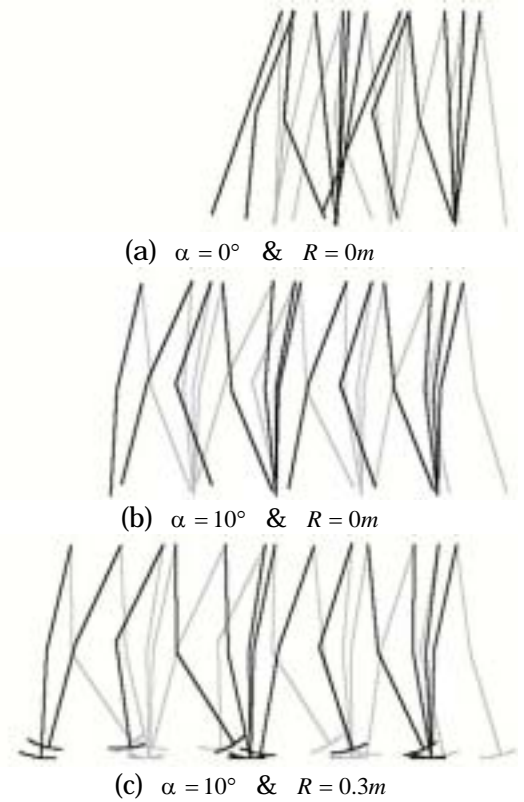 (a) α = 0° & R = 0m
(b) α = 10° & R = 0m
(c) α = 10° & R = 0.3m